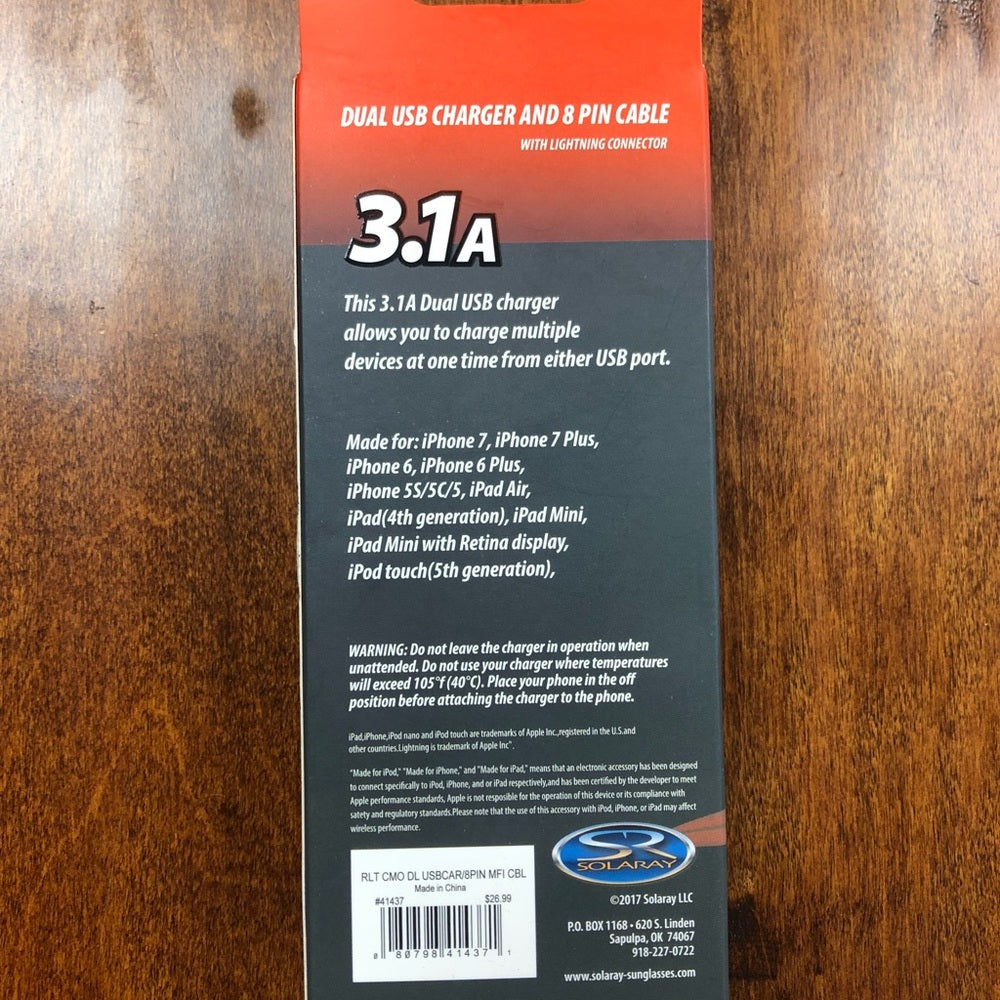 DUAL USB CHARGER AND 8 PIN CABLE
WITH LIGHTNING CONNECTOR
3.1A
This 3.1A Dual USB charger
allows you to charge multiple
devices at one time from either USB port.
Made for: iPhone 7, iPhone 7 Plus,
iPhone 6, iPhone 6 Plus,
iPhone 5S/5C/5, iPad Air,
iPad(4th generation), iPad Mini,
iPad Mini with Retina display,
iPod touch(5th generation),
WARNING: Do not leave the charger in operation when
unattended. Do not use your charger where temperatures
will exceed 105°f (40°C). Place your phone in the off
position before attaching the charger to the phone.
iPad,iPhone,iPod nano and iPod touch are trademarks of Apple Inc.,registered in the U.S.and
other countries.Lightning is trademark of Apple Inc".
"Made for iPod," "Made for iPhone," and "Made for iPad," means that an electronic accessory has been designed
to connect specifically to iPod, iPhone, and or iPad respectively,and has been certified by the developer to meet
Apple performance standards, Apple is not resposible for the operation of this device or its compliance with
safety and regulatory standards.Please note that the use of this accessory with iPod, iPhone, or iPad may affect
wireless performance.
SR
SOLARAY
RLT CMO DL USBCAR/8PIN MFI CBL
Made in China
#41437 $26.99
0 80798 41437 1
©2017 Solaray LLC
P.O. BOX 1168 • 620 S. Linden
Sapulpa, OK 74067
918-227-0722
www.solaray-sunglasses.com